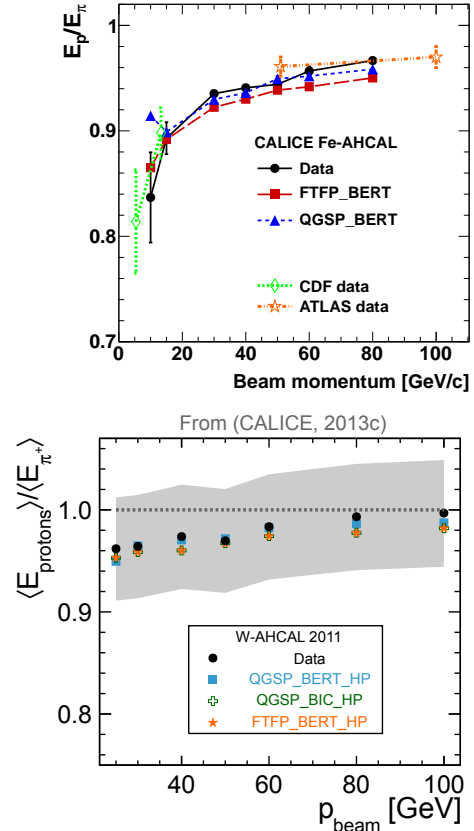 E_p/E_π
1
0.9
0.8
0.7
CALICE Fe-AHCAL
Data
FTFP_BERT
QGSP_BERT
CDF data
ATLAS data
0 20 40 60 80 100
Beam momentum [GeV/c]
From (CALICE, 2013c)
⟨E_protons⟩/⟨E_π+⟩
1.0
0.9
0.8
W-AHCAL 2011
Data
QGSP_BERT_HP
QGSP_BIC_HP
FTFP_BERT_HP
40 60 80 100
p_beam [GeV]